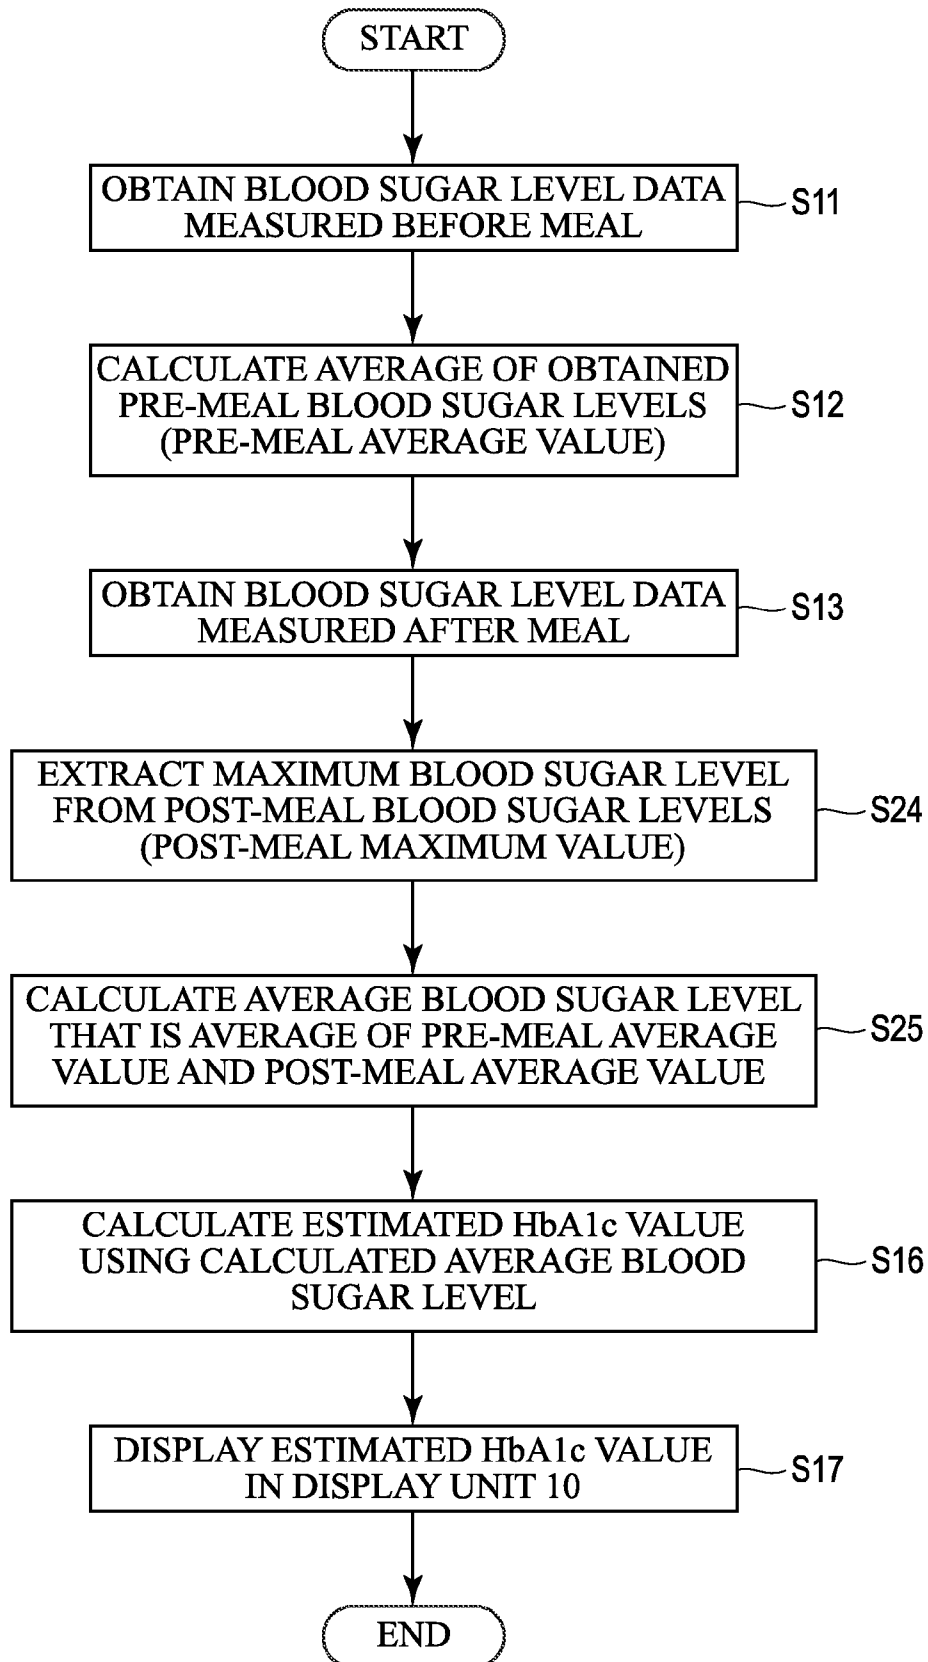 START
OBTAIN BLOOD SUGAR LEVEL DATA
MEASURED BEFORE MEAL
S11
CALCULATE AVERAGE OF OBTAINED
PRE-MEAL BLOOD SUGAR LEVELS
(PRE-MEAL AVERAGE VALUE)
S12
OBTAIN BLOOD SUGAR LEVEL DATA
MEASURED AFTER MEAL
S13
EXTRACT MAXIMUM BLOOD SUGAR LEVEL
FROM POST-MEAL BLOOD SUGAR LEVELS
(POST-MEAL MAXIMUM VALUE)
S24
CALCULATE AVERAGE BLOOD SUGAR LEVEL
THAT IS AVERAGE OF PRE-MEAL AVERAGE
VALUE AND POST-MEAL AVERAGE VALUE
S25
CALCULATE ESTIMATED HbA1c VALUE
USING CALCULATED AVERAGE BLOOD
SUGAR LEVEL
S16
DISPLAY ESTIMATED HbA1c VALUE
IN DISPLAY UNIT 10
S17
END